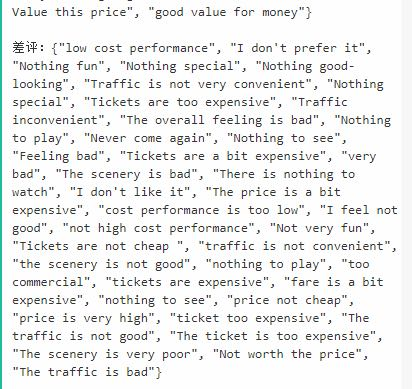 Value this price", "good value for money"}
差评：{"low cost performance", "I don't prefer it",
"Nothing fun", "Nothing special", "Nothing good-
looking", "Traffic is not very convenient", "Nothing
special", "Tickets are too expensive", "Traffic
inconvenient", "The overall feeling is bad", "Nothing
to play", "Never come again", "Nothing to see",
"Feeling bad", "Tickets are a bit expensive", "very
bad", "The scenery is bad", "There is nothing to
watch", "I don't like it", "The price is a bit
expensive", "cost performance is too low", "I feel not
good", "not high cost performance", "Not very fun",
"Tickets are not cheap ", "traffic is not convenient",
"the scenery is not good", "nothing to play", "too
commercial", "tickets are expensive", "fare is a bit
expensive", "nothing to see", "price not cheap",
"price is very high", "ticket too expensive", "The
traffic is not good", "The ticket is too expensive",
"The scenery is very poor", "Not worth the price",
"The traffic is bad"}